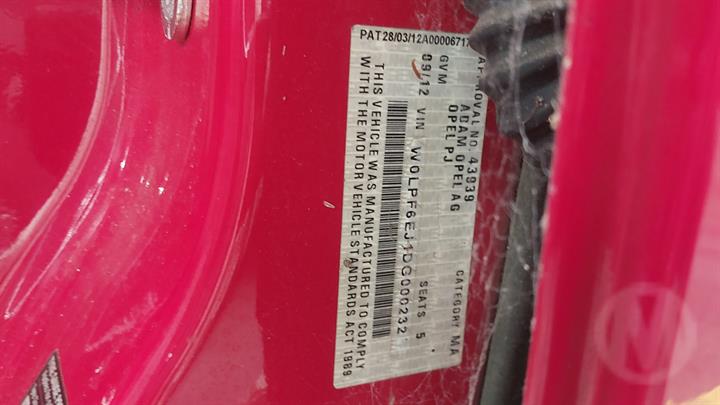 PAT28/03/12A00006717
APPROVAL NO. 43939 CATEGORY MA
ADAM OPEL AG
OPEL PJ
GVM SEATS 5
09/12 VIN W0LPF6EJ1DG000232
THIS VEHICLE WAS MANUFACTURED TO COMPLY
WITH THE MOTOR VEHICLE STANDARDS ACT 1989.
M